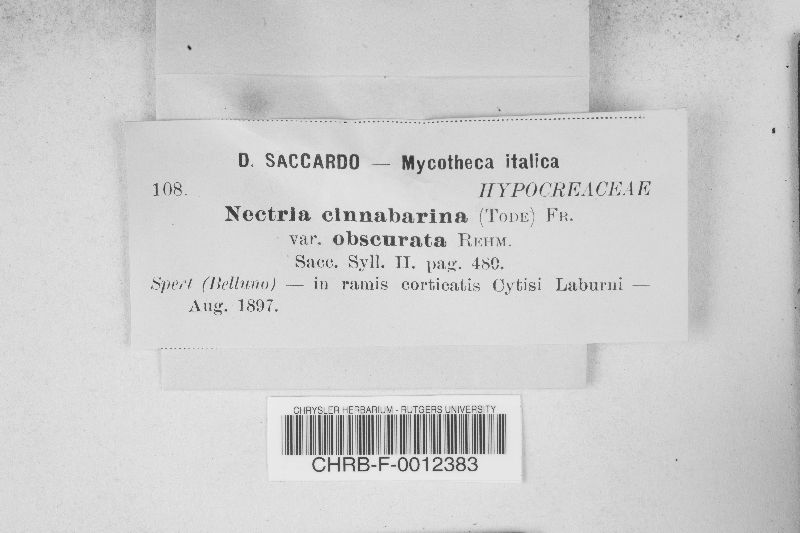 D. SACCARDO — Mycotheca italica
108. HYPOCREACEAE
Nectria cinnabarina (TODE) FR.
var. obscurata REHM.
Sacc. Syll. II. pag. 480.
Spert (Belluno) — in ramis corticatis Cytisi Laburni —
Aug. 1897.
CHRYSLER HERBARIUM - RUTGERS UNIVERSITY
CHRB-F-0012383